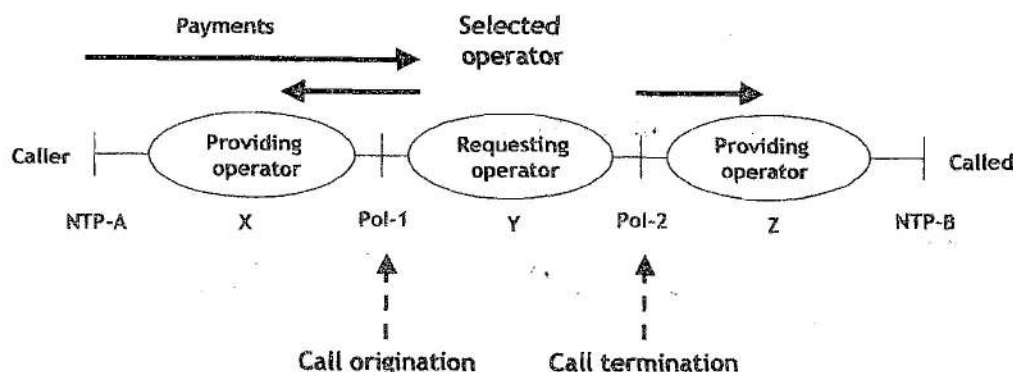 Payments
Selected
operator
Caller
Providing
operator
Requesting
operator
Providing
operator
Called
NTP-A
X
PoI-1
Y
PoI-2
Z
NTP-B
Call origination
Call termination